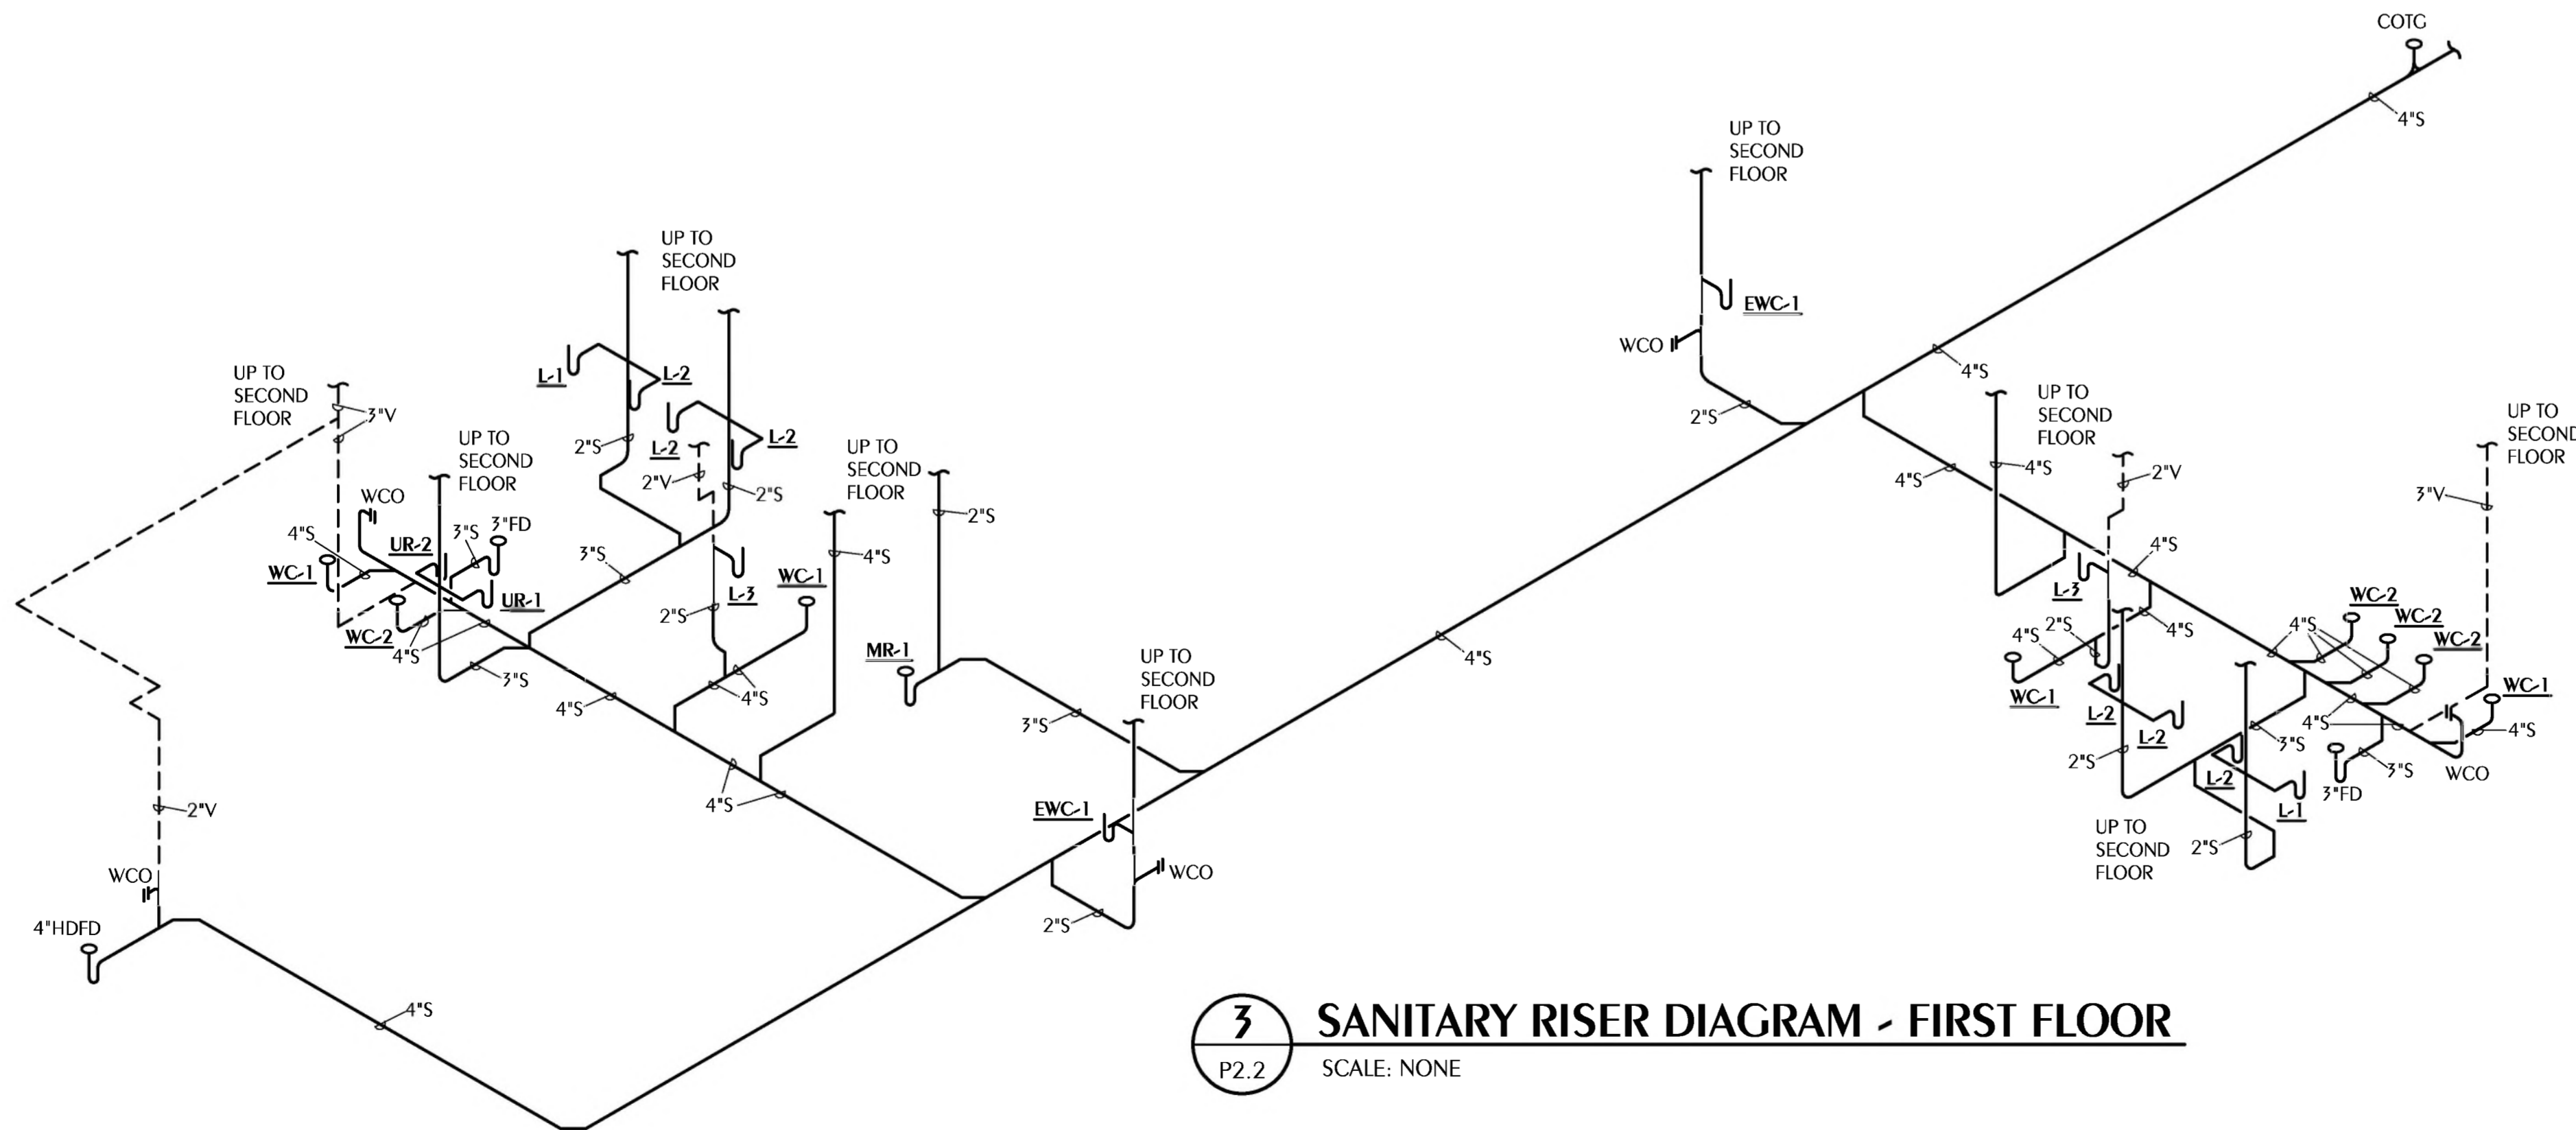 COTG
4"S
UP TO
SECOND
FLOOR
EWC-1
WCO
2"S
4"S
UP TO
SECOND
FLOOR
L-1
L-2
L-2
L-2
2"S
2"V
2"S
UP TO
SECOND
FLOOR
3"V
UP TO
SECOND
FLOOR
WCO
4"S
UR-2
3"S
3"FD
WC-1
UR-1
WC-2
4"S
3"S
3"S
4"S
UP TO
SECOND
FLOOR
2"S
4"S
WC-1
L-3
2"S
4"S
4"S
MR-1
3"S
UP TO
SECOND
FLOOR
EWC-1
WCO
2"S
4"S
2"V
WCO
4"HDFD
4"S
UP TO
SECOND
FLOOR
4"S
4"S
2"V
4"S
L-3
4"S
2"S
4"S
WC-1
L-2
L-2
2"S
UP TO
SECOND
FLOOR
3"V
WC-2
WC-2
WC-2
4"S
WC-1
4"S
4"S
WCO
3"S
3"S
3"FD
L-2
L-1
2"S
UP TO
SECOND
FLOOR
3
P2.2
SANITARY RISER DIAGRAM - FIRST FLOOR
SCALE: NONE